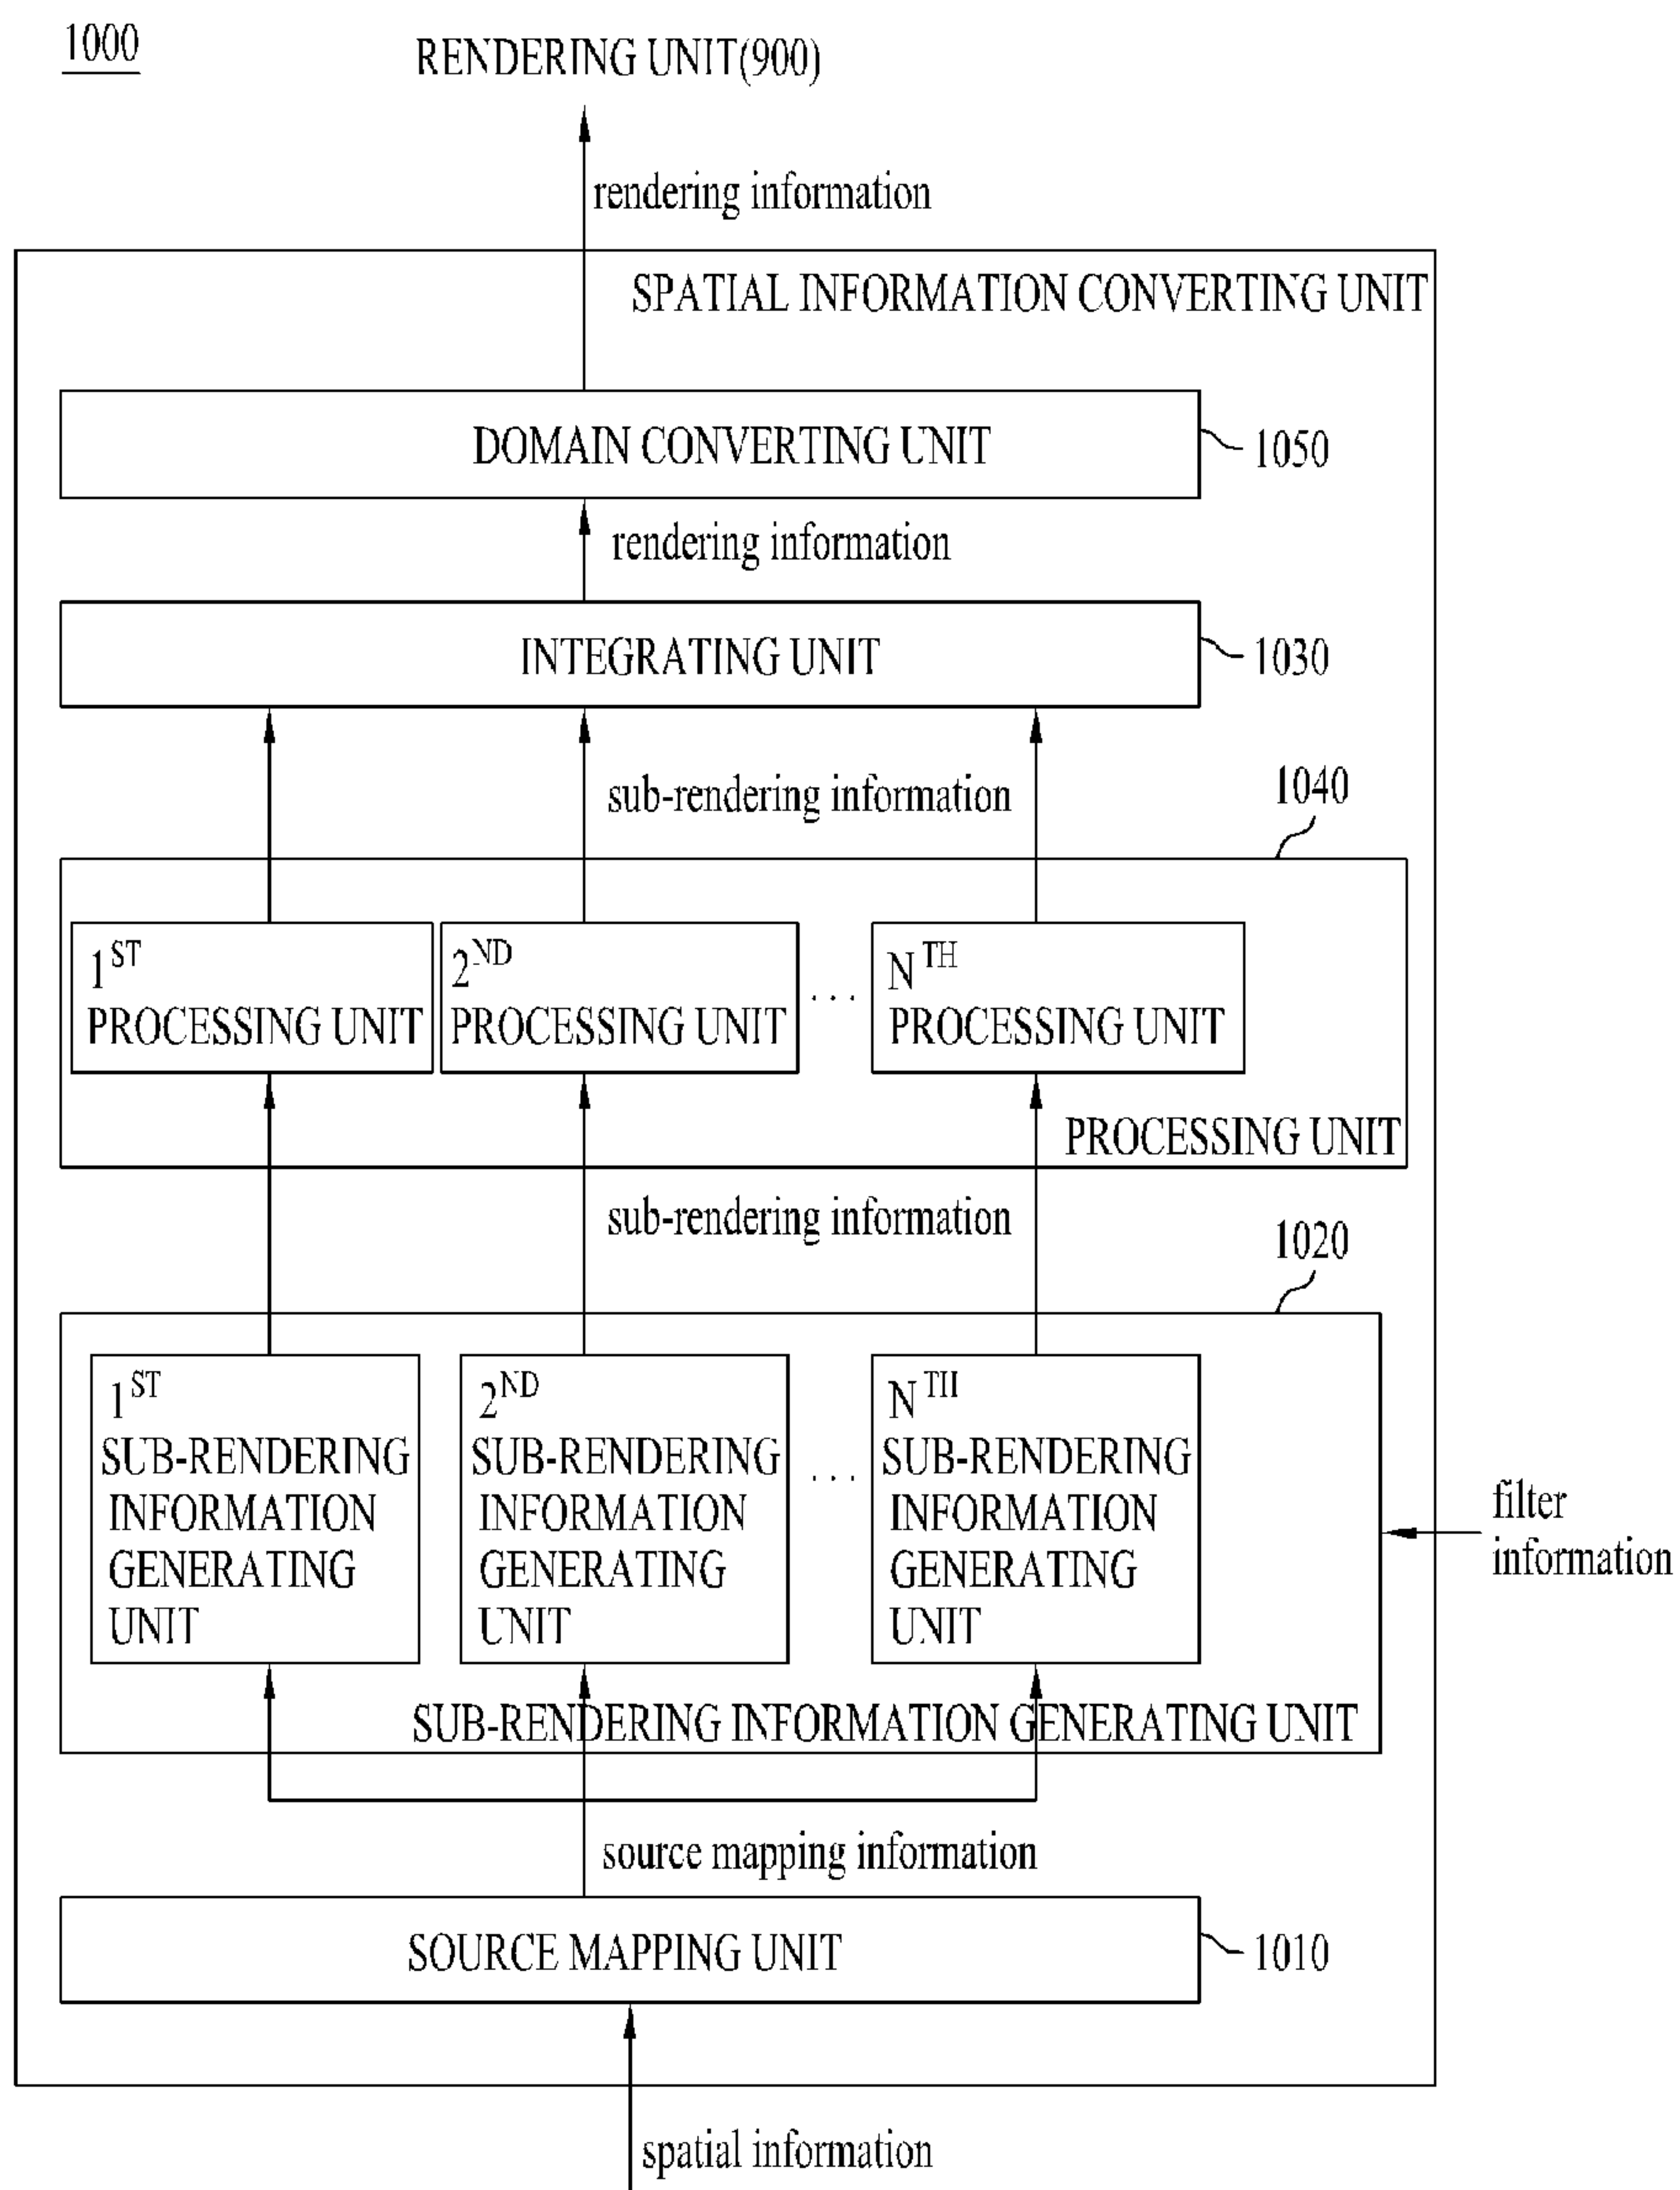 1000
RENDERING UNIT(900)
rendering information
SPATIAL INFORMATION CONVERTING UNIT
DOMAIN CONVERTING UNIT
1050
rendering information
INTEGRATING UNIT
1030
sub-rendering information
1040
1ST
PROCESSING UNIT
2ND
PROCESSING UNIT
. . .
NTH
PROCESSING UNIT
PROCESSING UNIT
sub-rendering information
1020
1ST
SUB-RENDERING
INFORMATION
GENERATING
UNIT
2ND
SUB-RENDERING
INFORMATION
GENERATING
UNIT
. . .
NTH
SUB-RENDERING
INFORMATION
GENERATING
UNIT
filter
information
SUB-RENDERING INFORMATION GENERATING UNIT
source mapping information
SOURCE MAPPING UNIT
1010
spatial information